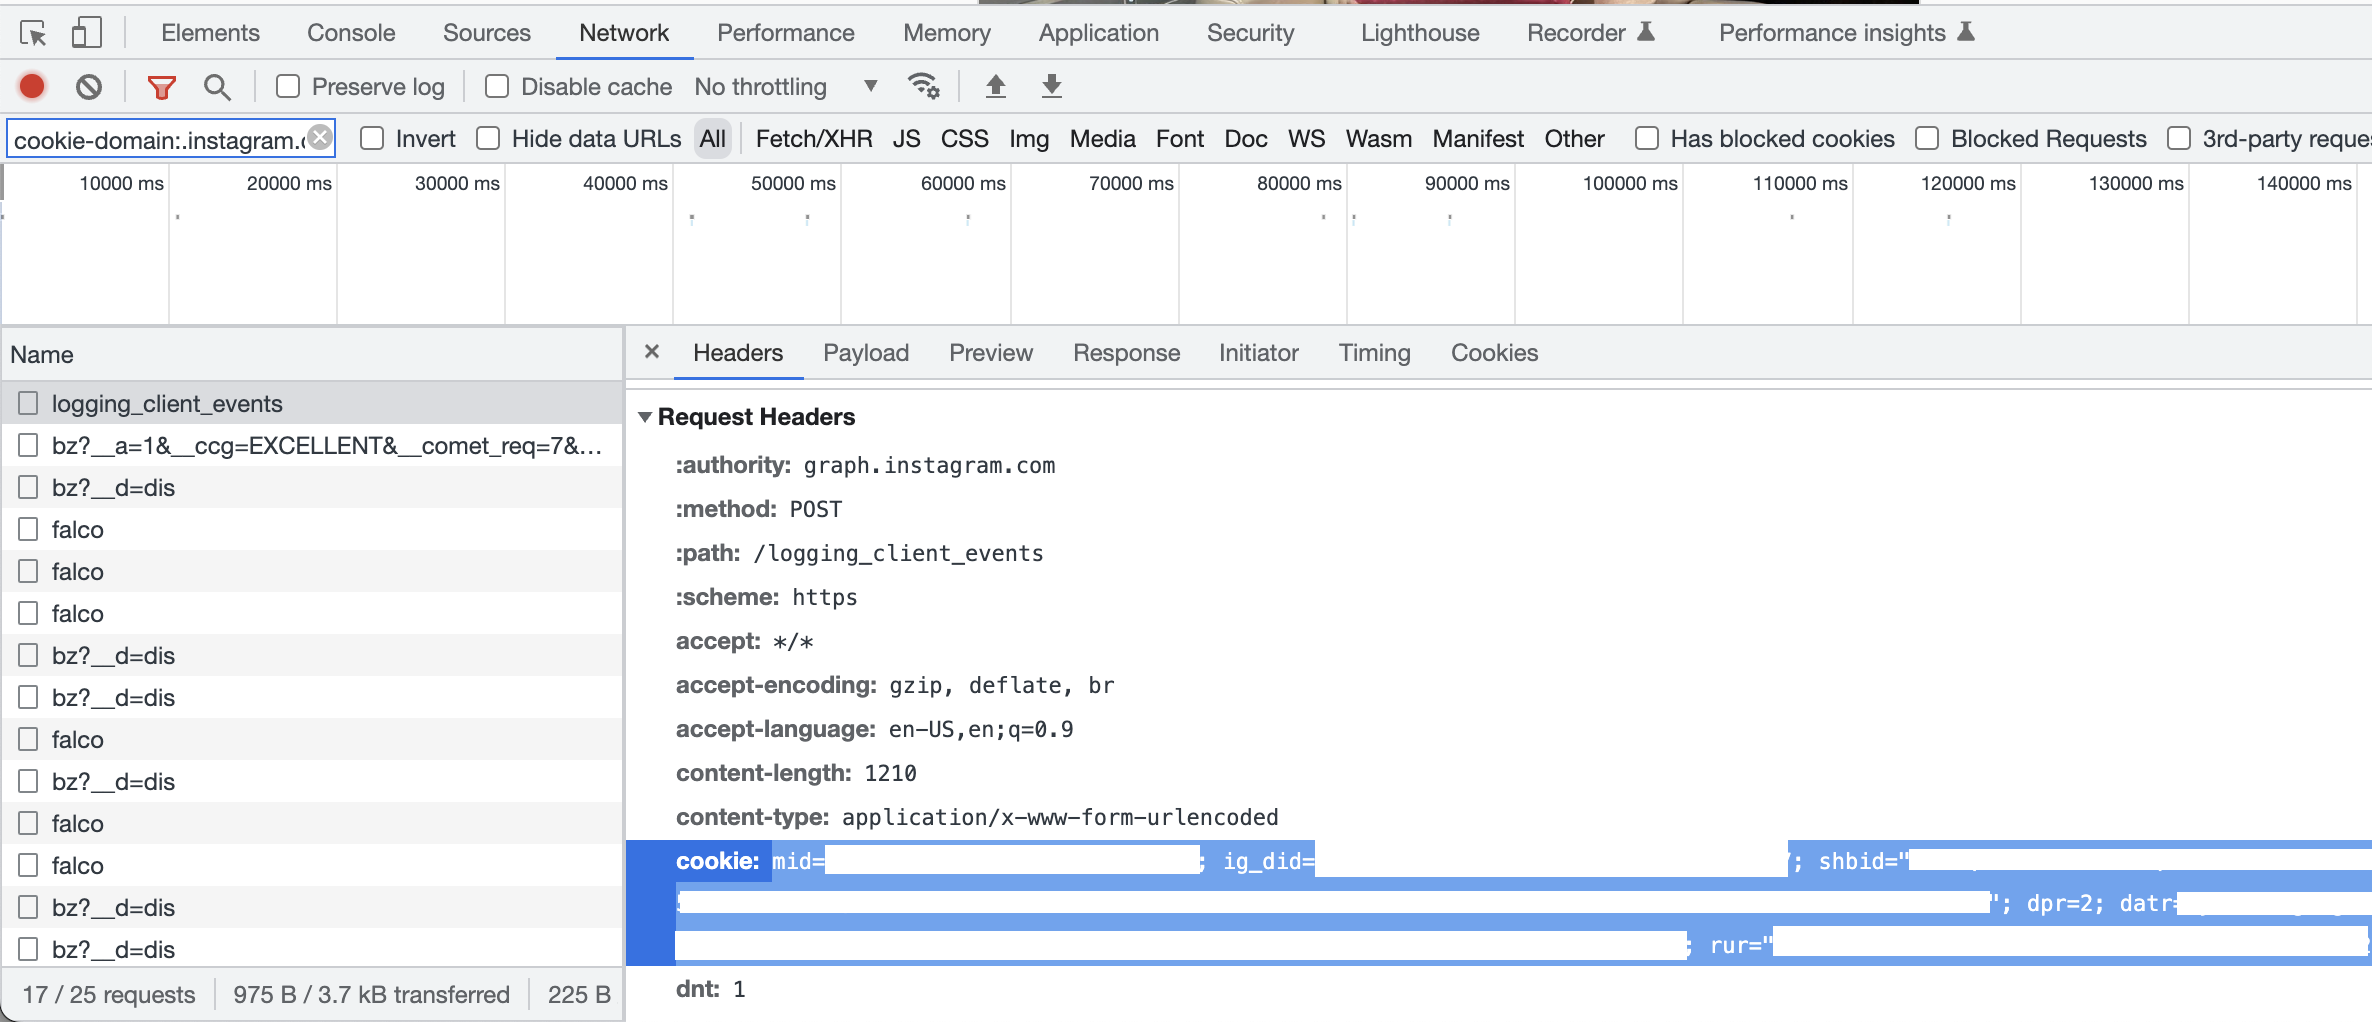 Elements Console Sources Network Performance Memory Application Security Lighthouse Recorder Performance insights
Preserve log Disable cache No throttling
cookie-domain:.instagram.c Invert Hide data URLs All Fetch/XHR JS CSS Img Media Font Doc WS Wasm Manifest Other Has blocked cookies Blocked Requests 3rd-party reque
10000 ms 20000 ms 30000 ms 40000 ms 50000 ms 60000 ms 70000 ms 80000 ms 90000 ms 100000 ms 110000 ms 120000 ms 130000 ms 140000 ms
Name
logging_client_events
bz?__a=1&__ccg=EXCELLENT&__comet_req=7&…
bz?__d=dis
falco
falco
falco
bz?__d=dis
bz?__d=dis
falco
bz?__d=dis
falco
falco
bz?__d=dis
bz?__d=dis
17 / 25 requests 975 B / 3.7 kB transferred 225 B
× Headers Payload Preview Response Initiator Timing Cookies
Request Headers
:authority: graph.instagram.com
:method: POST
:path: /logging_client_events
:scheme: https
accept: */*
accept-encoding: gzip, deflate, br
accept-language: en-US,en;q=0.9
content-length: 1210
content-type: application/x-www-form-urlencoded
cookie: mid= ; ig_did= ; shbid="
"; dpr=2; datr=
; rur="
dnt: 1